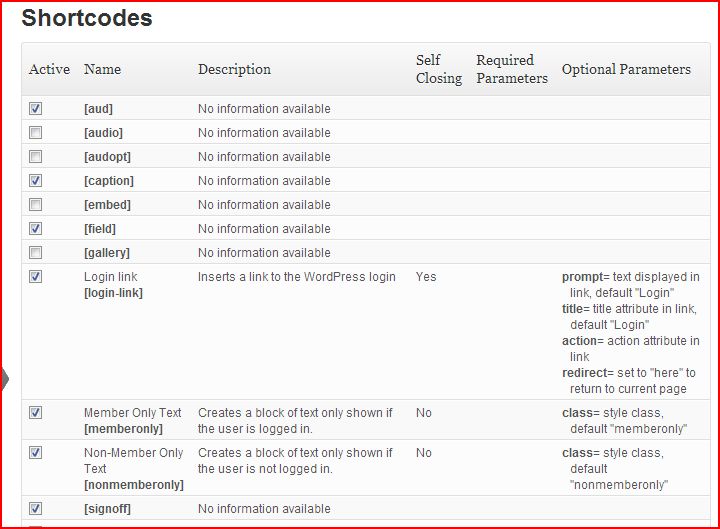 Shortcodes
Active Name Description Self Closing Required Parameters Optional Parameters
[aud] No information available
[audio] No information available
[audopt] No information available
[caption] No information available
[embed] No information available
[field] No information available
[gallery] No information available
Login link Inserts a link to the WordPress login Yes prompt= text displayed in
[login-link] link, default "Login"
title= title attribute in link,
default "Login"
action= action attribute in
link
redirect= set to "here" to
return to current page
Member Only Text Creates a block of text only shown if No class= style class,
[memberonly] the user is logged in. default "memberonly"
Non-Member Only Creates a block of text only shown if No class= style class,
Text the user is not logged in. default
[nonmemberonly] "nonmemberonly"
[signoff] No information available